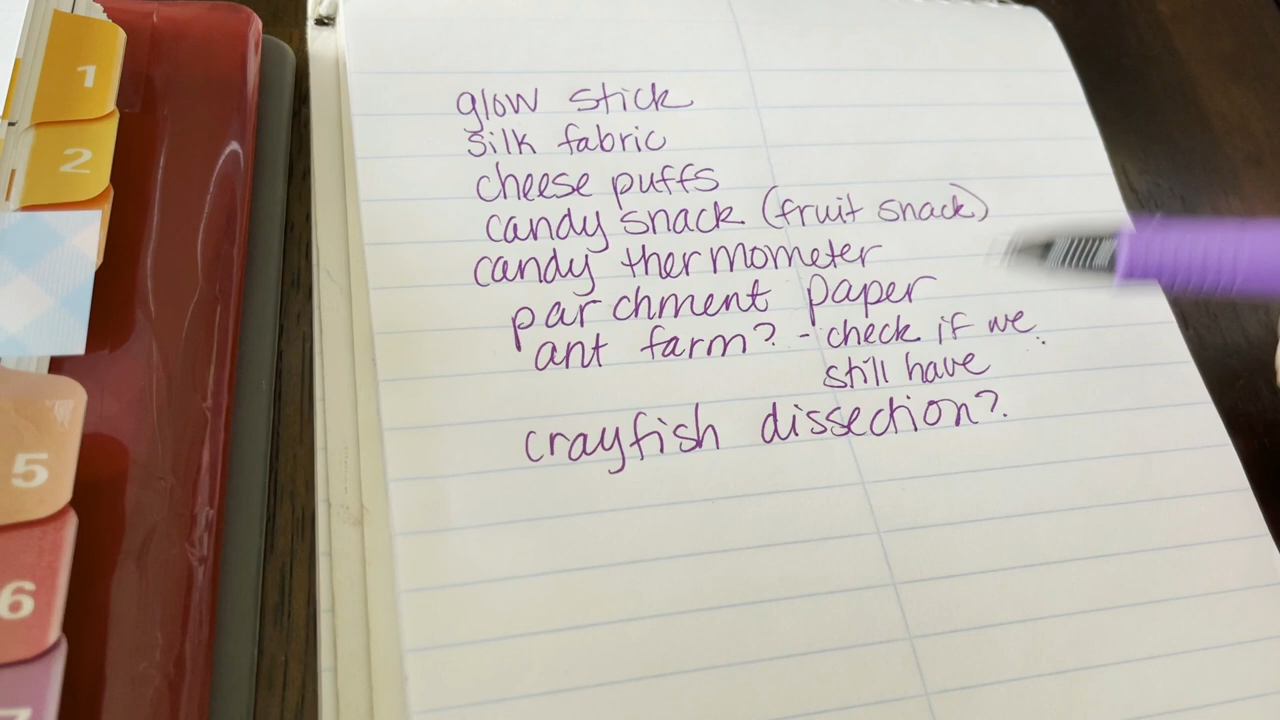 1
2
5
6
7
glow stick
silk fabric
cheese puffs
candy snack (fruit snack)
candy thermometer
parchment paper
ant farm? - check if we
still have
crayfish dissection?